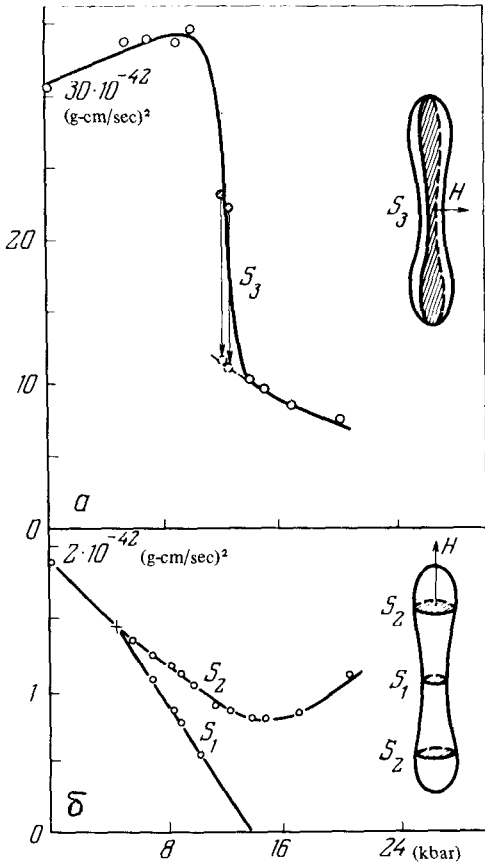 30·10⁻⁴²
(g-cm/sec)²
H
S₃
20
S₃
10
a
0
2·10⁻⁴²
(g-cm/sec)²
H
S₂
S₂
1
S₁
S₁
S₂
б
0
8
16
24
(kbar)